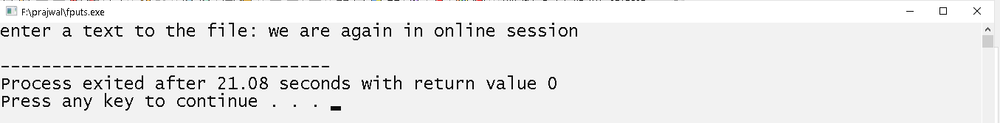 F:\prajwal\fputs.exe
enter a text to the file: we are again in online session
--------------------------------
Process exited after 21.08 seconds with return value 0
Press any key to continue . . .